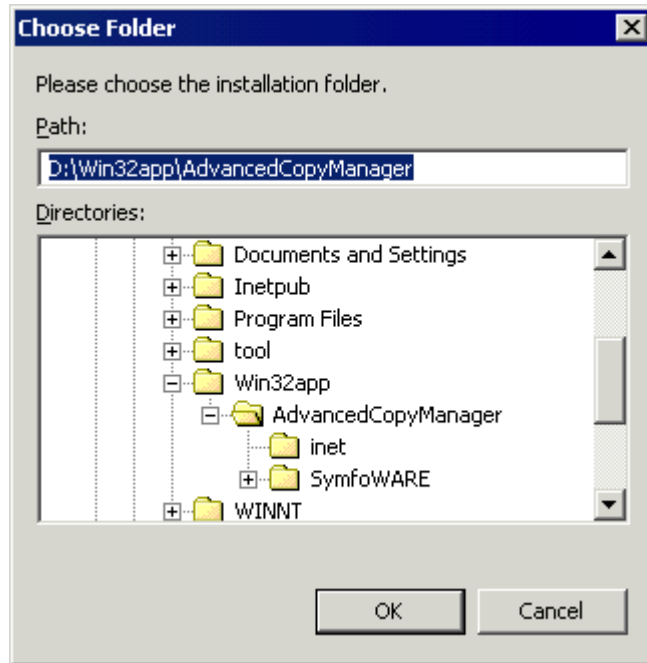 Choose Folder
Please choose the installation folder.
Path:
D:\Win32app\AdvancedCopyManager
Directories:
Documents and Settings
Inetpub
Program Files
tool
Win32app
AdvancedCopyManager
inet
SymfoWARE
WINNT
OK Cancel